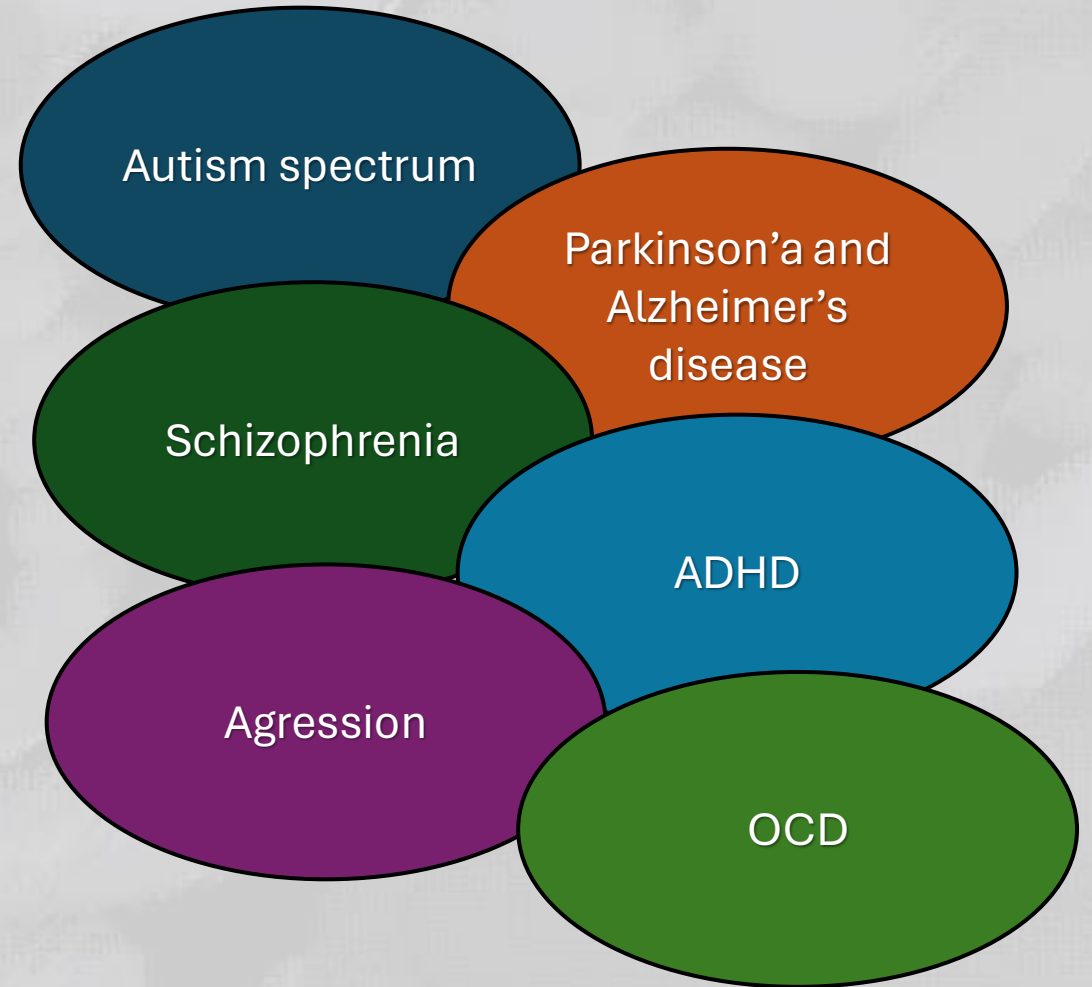 Autism spectrum
Parkinson’a and
Alzheimer’s
disease
Schizophrenia
ADHD
Agression
OCD